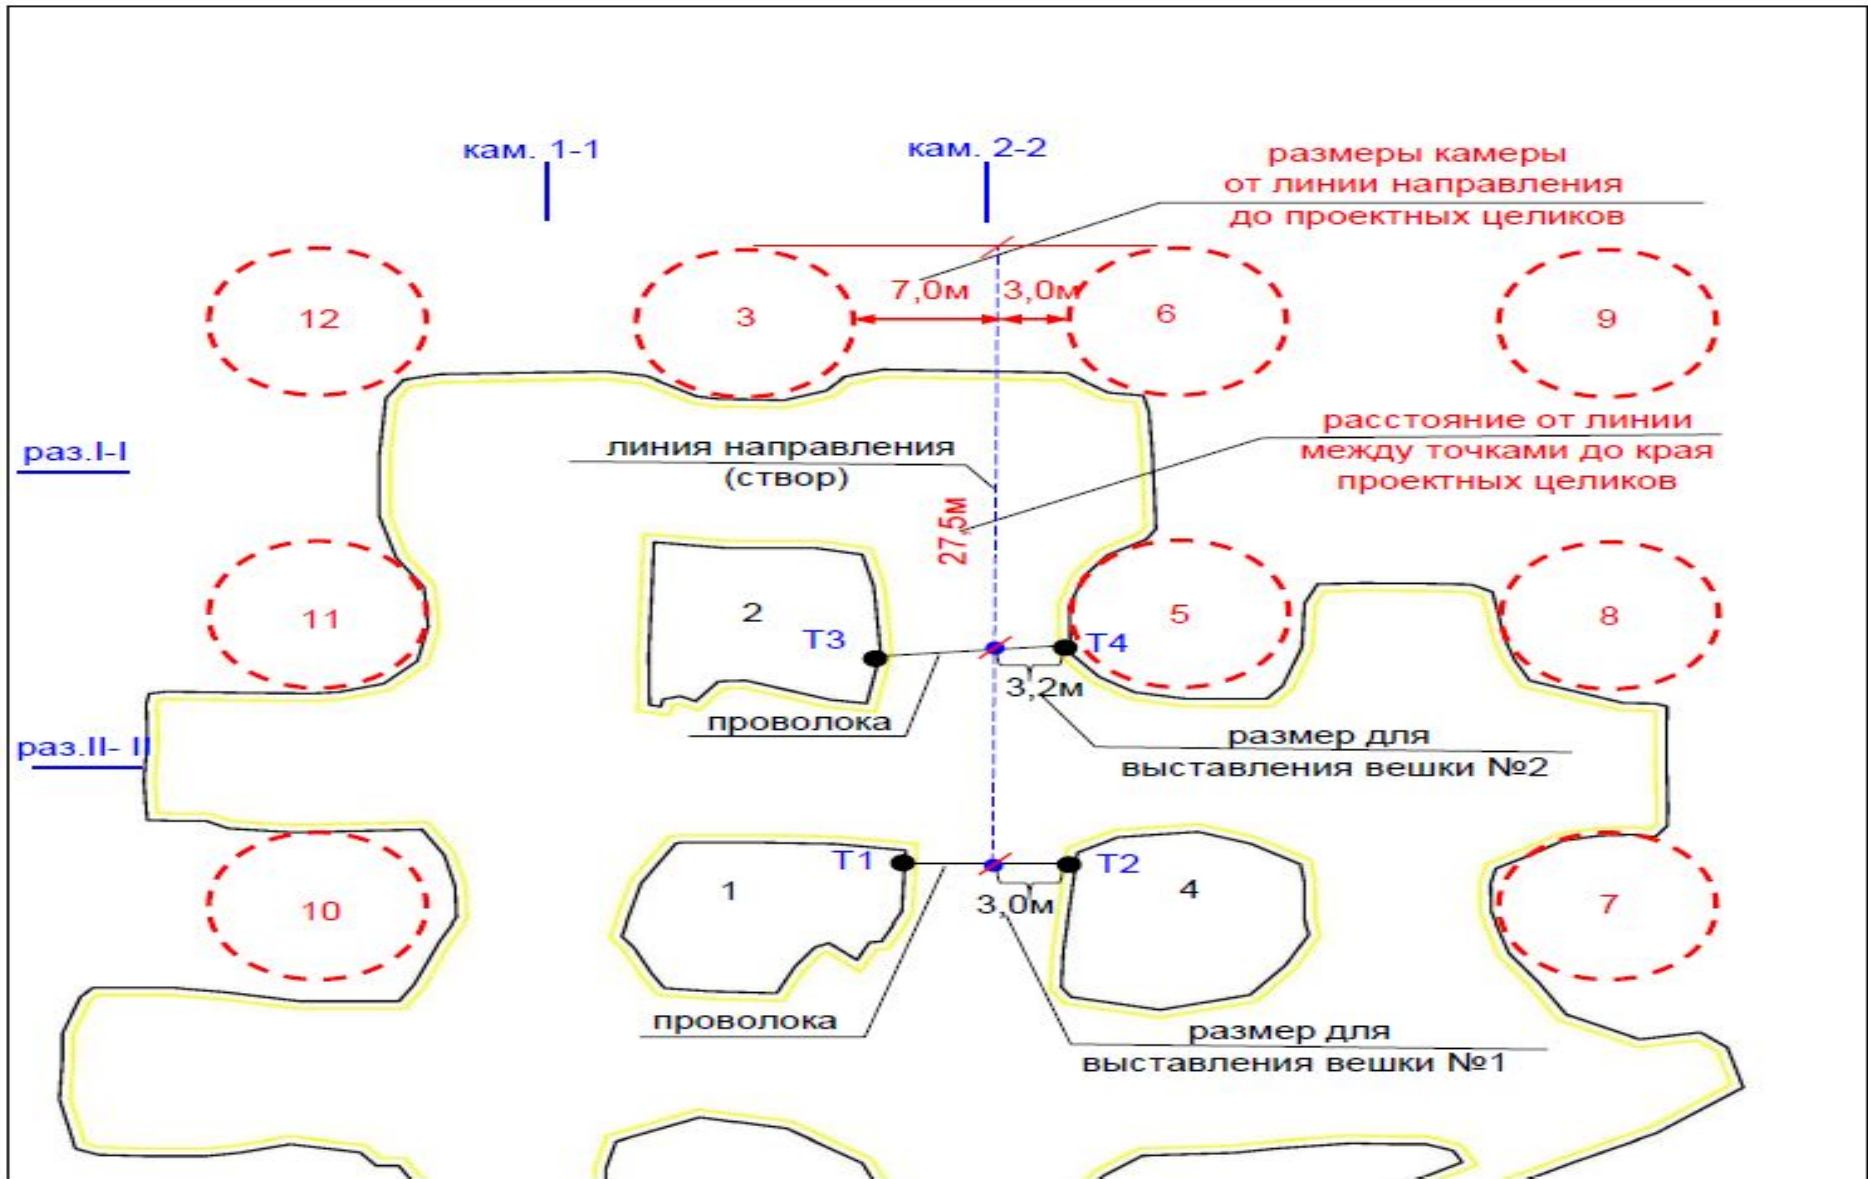 кам. 1-1
кам. 2-2
размеры камеры
от линии направления
до проектных целиков
7,0м
3,0м
12
3
6
9
раз.I-I
линия направления
(створ)
расстояние от линии
между точками до края
проектных целиков
27,5м
11
2
5
8
Т3
Т4
3,2м
проволока
раз.II- II
размер для
выставления вешки №2
Т1
Т2
1
4
3,0м
10
7
проволока
размер для
выставления вешки №1